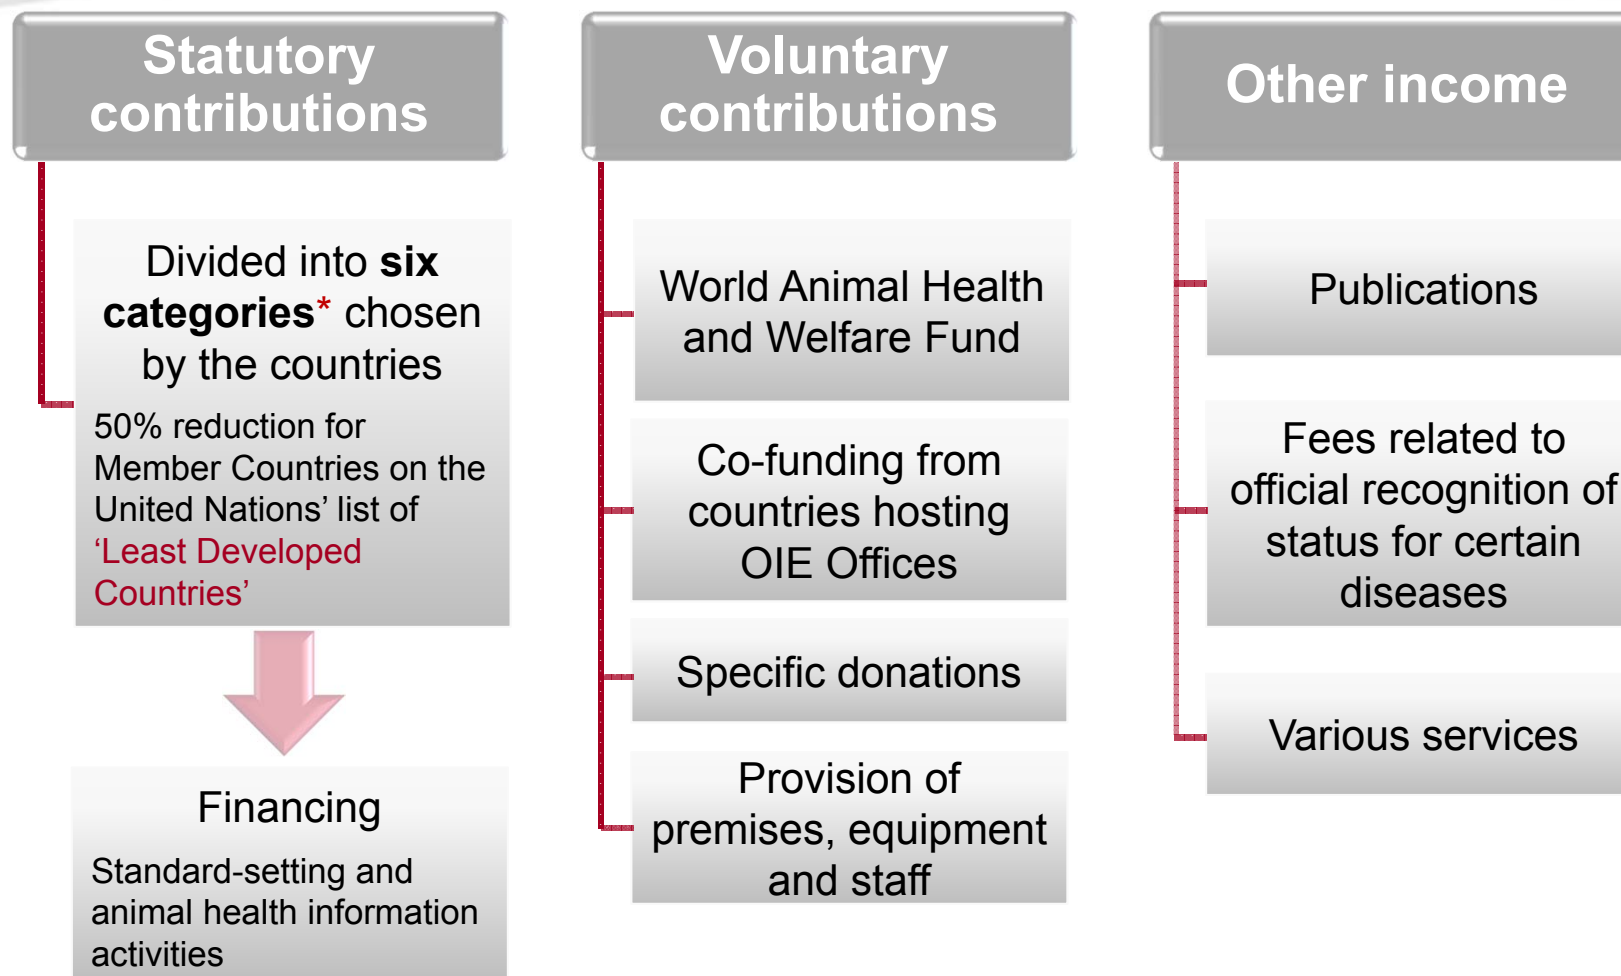 Statutory
contributions
Divided into six
categories* chosen
by the countries
50% reduction for
Member Countries on the
United Nations’ list of
‘Least Developed
Countries’
Financing
Standard-setting and
animal health information
activities
Voluntary
contributions
World Animal Health
and Welfare Fund
Co-funding from
countries hosting
OIE Offices
Specific donations
Provision of
premises, equipment
and staff
Other income
Publications
Fees related to
official recognition of
status for certain
diseases
Various services